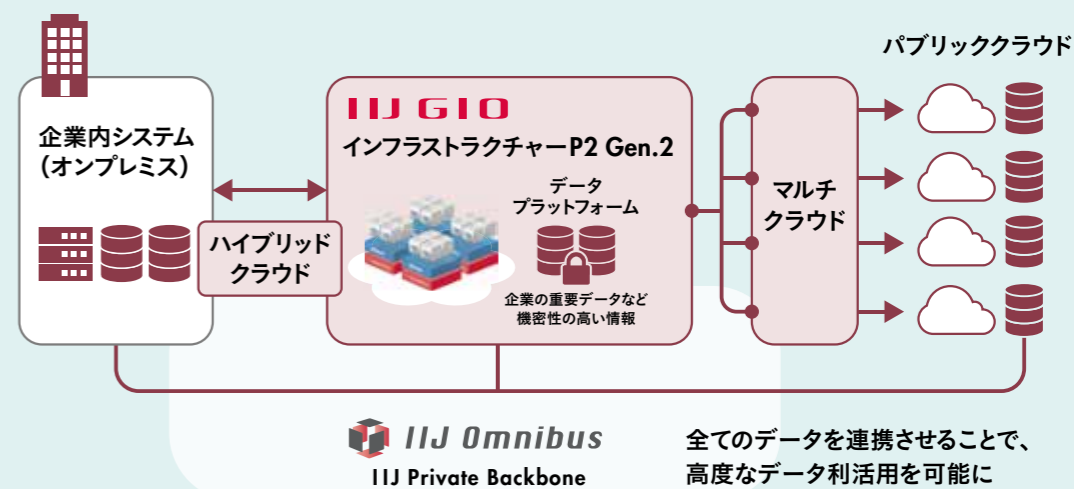 パブリッククラウド
企業内システム
(オンプレミス)
IIJ GIO
インフラストラクチャーP2 Gen.2
データ
プラットフォーム
企業の重要データなど
機密性の高い情報
ハイブリッド
クラウド
マルチ
クラウド
IIJ Omnibus
IIJ Private Backbone
全てのデータを連携させることで、
高度なデータ利活用を可能に